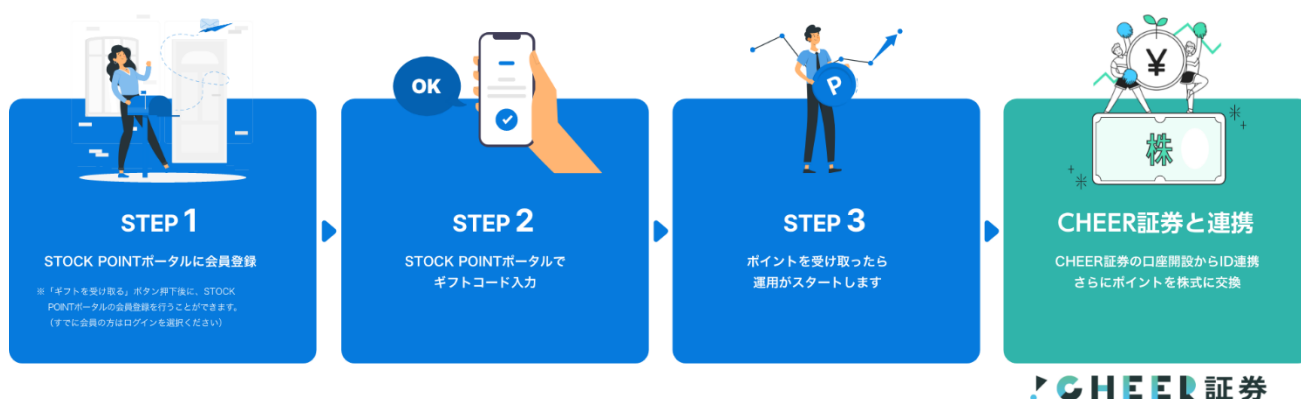 OK
P
¥
株
STEP 1
STOCK POINTポータルに会員登録
※「ギフトを受け取る」ボタン押下後に、STOCK
POINTポータルの会員登録を行うことができます。
（すでに会員の方はログインを選択ください）
STEP 2
STOCK POINTポータルで
ギフトコード入力
STEP 3
ポイントを受け取ったら
運用がスタートします
CHEER証券と連携
CHEER証券の口座開設からID連携
さらにポイントを株式に交換
CHEER証券